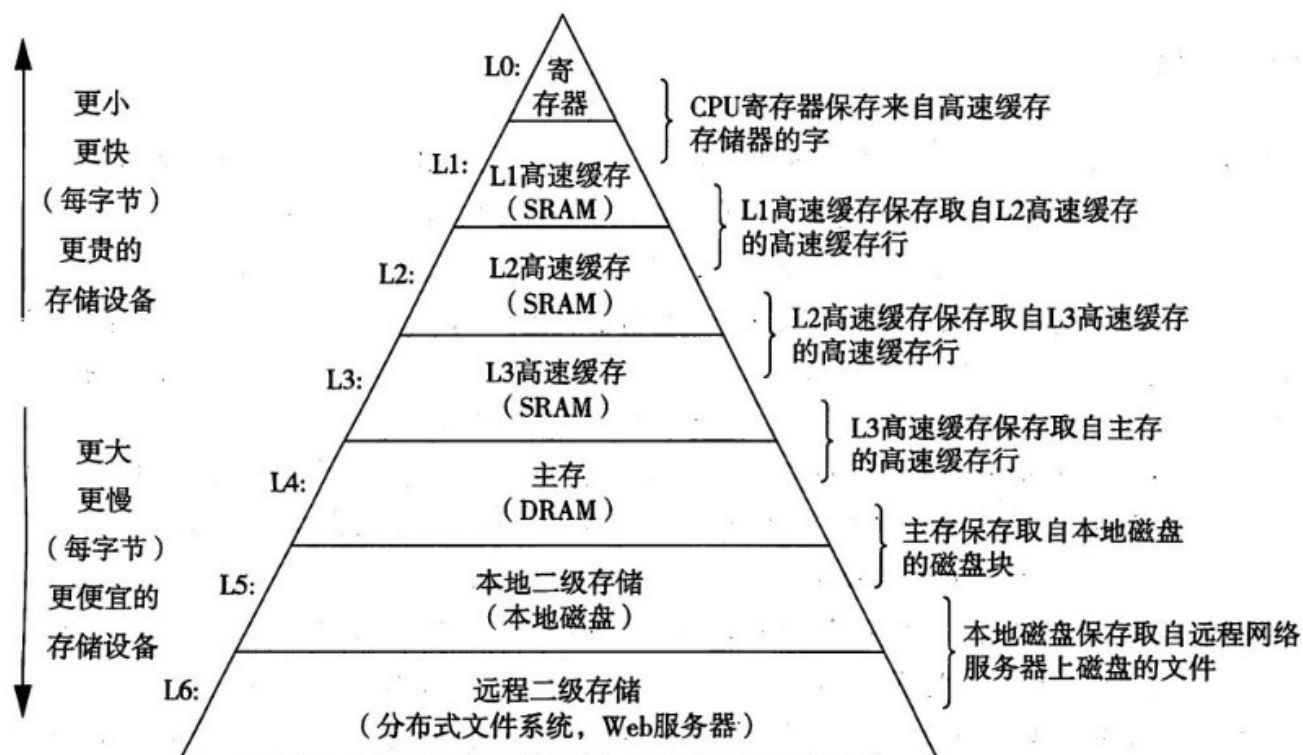 更小
更快
（每字节）
更贵的
存储设备
更大
更慢
（每字节）
更便宜的
存储设备
L0:
寄
存器
L1:
L1高速缓存
（SRAM）
L2:
L2高速缓存
（SRAM）
L3:
L3高速缓存
（SRAM）
L4:
主存
（DRAM）
L5:
本地二级存储
（本地磁盘）
L6:
远程二级存储
（分布式文件系统，Web服务器）
CPU寄存器保存来自高速缓存
存储器的字
L1高速缓存保存取自L2高速缓存
的高速缓存行
L2高速缓存保存取自L3高速缓存
的高速缓存行
L3高速缓存保存取自主存
的高速缓存行
主存保存取自本地磁盘
的磁盘块
本地磁盘保存取自远程网络
服务器上磁盘的文件